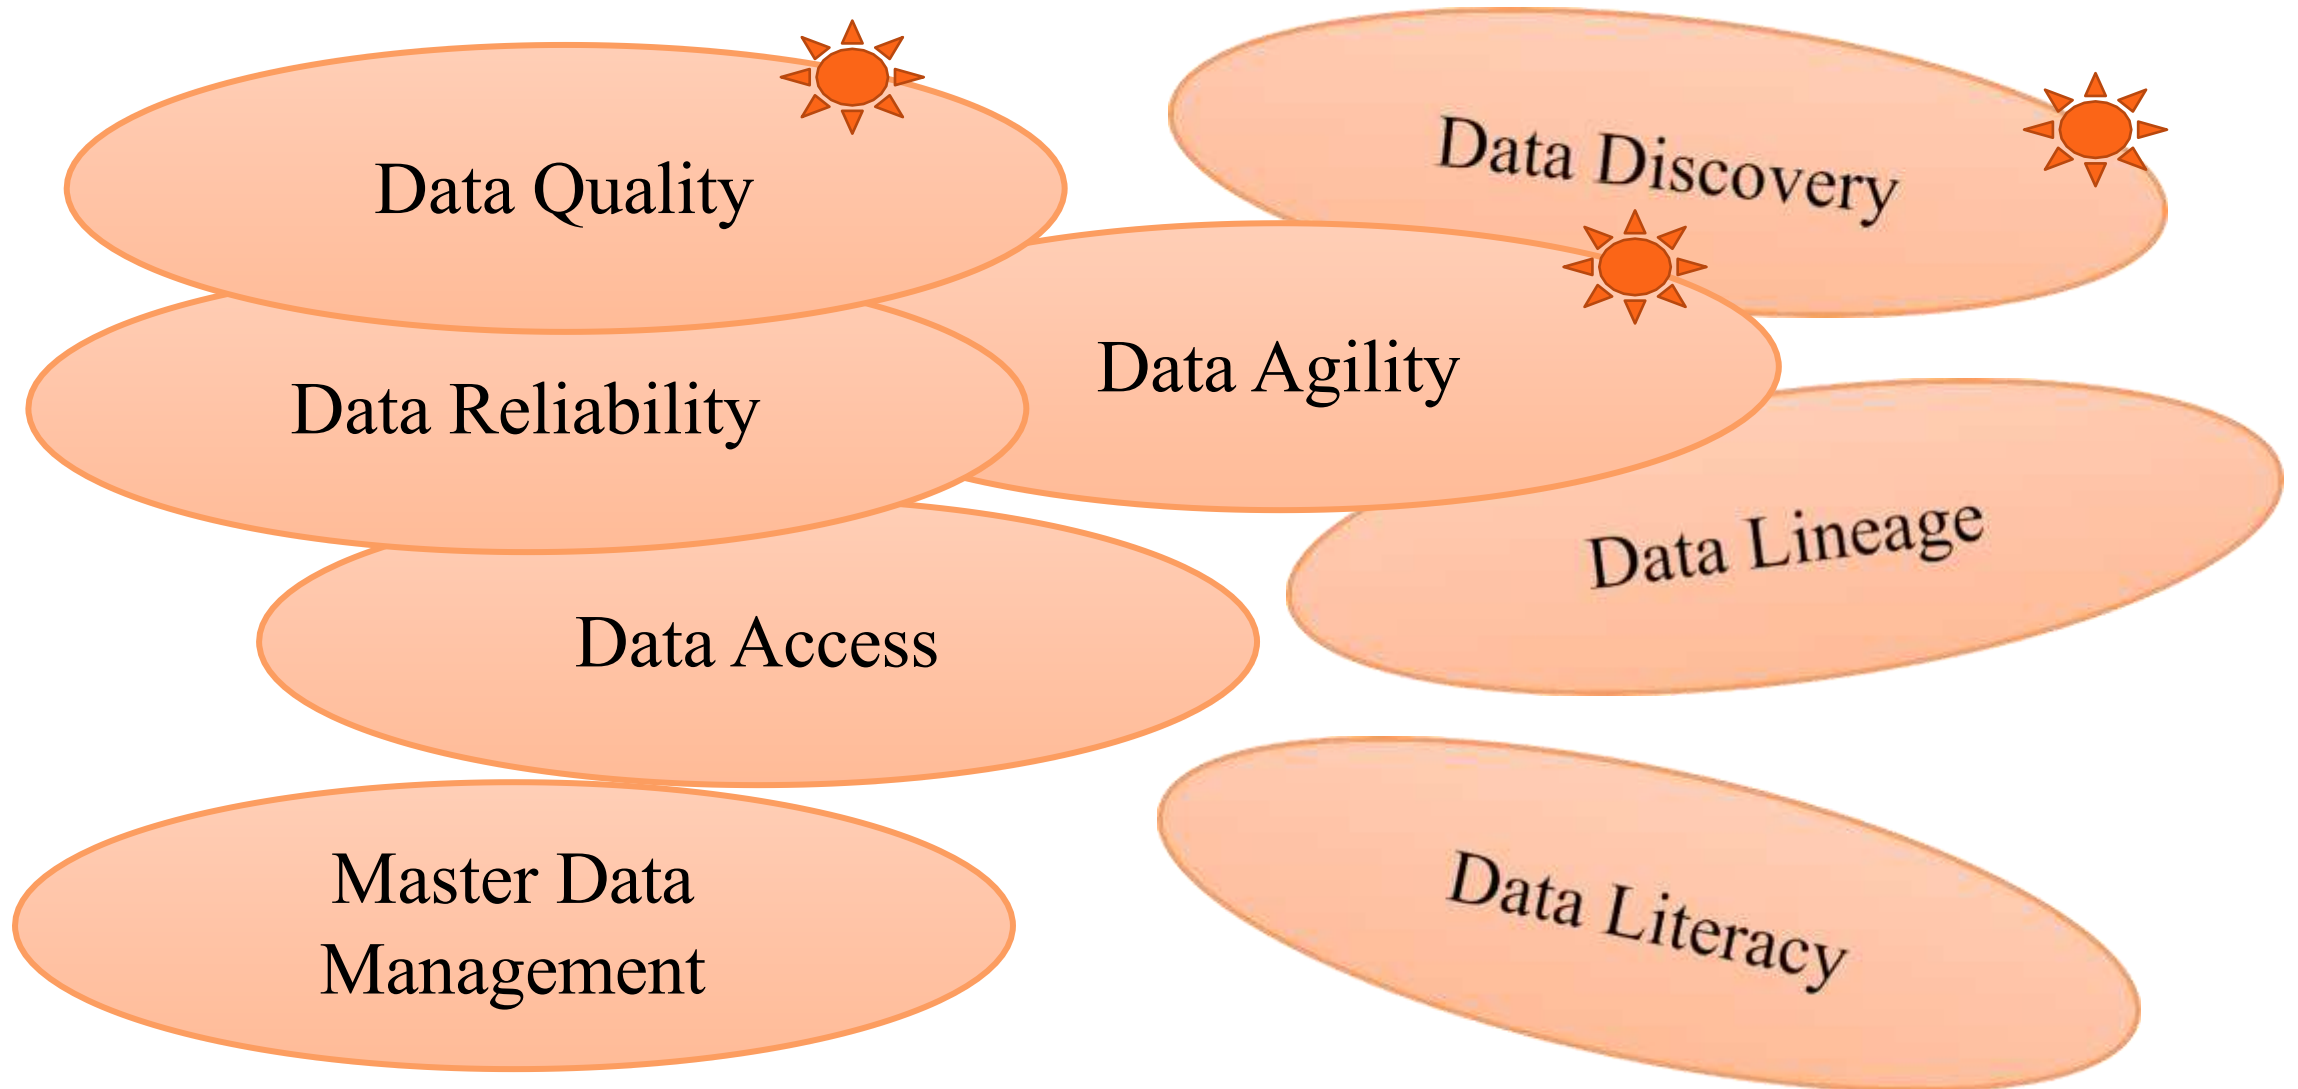 Data Quality
Data Discovery
Data Agility
Data Reliability
Data Lineage
Data Access
Master Data
Management
Data Literacy